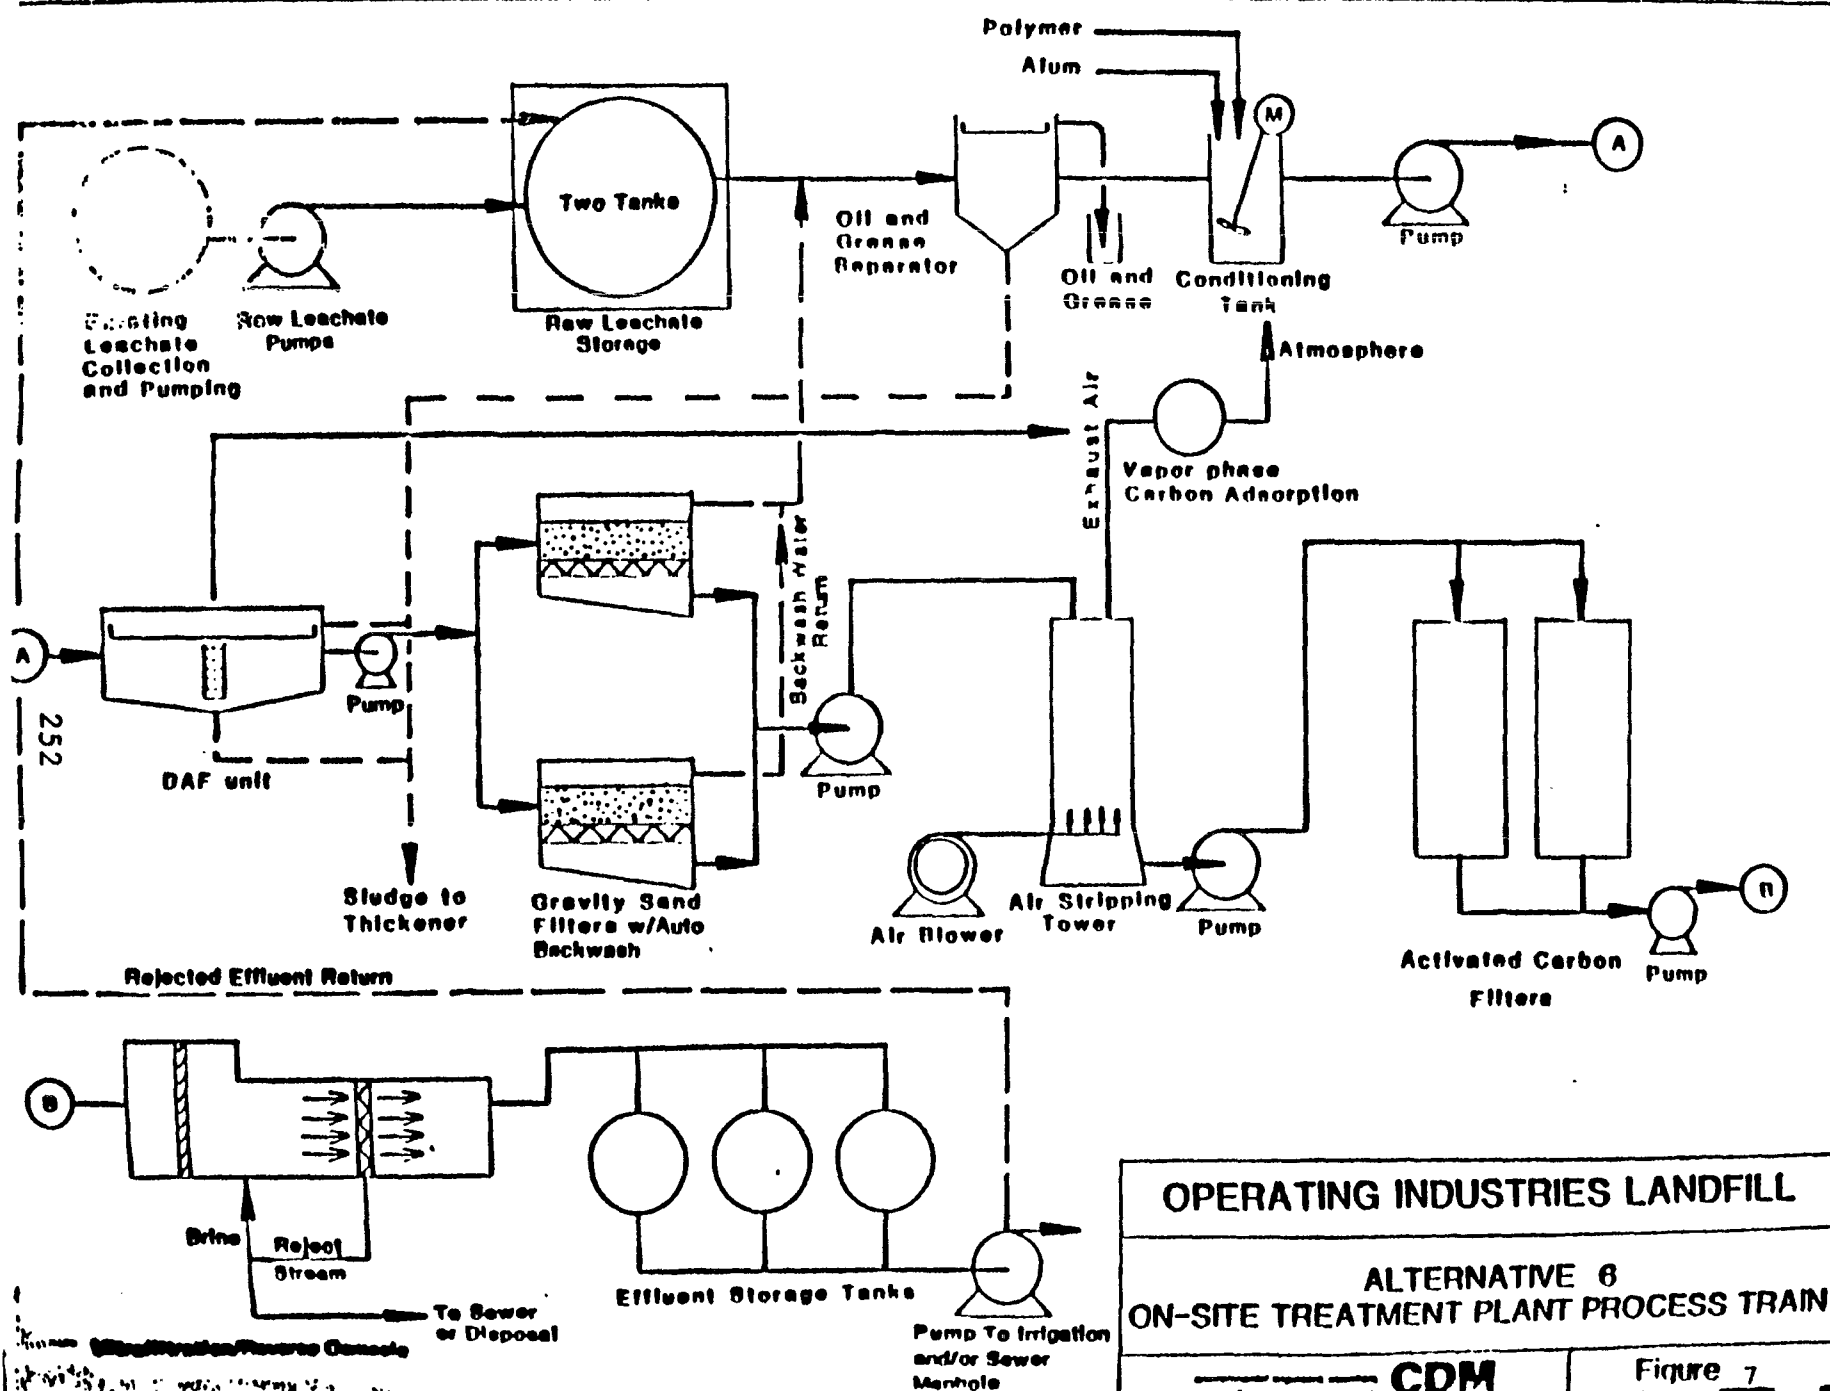 Polymer
Alum
M
A
Two Tanks
Oil and
Grease
Separator
Pump
Oil and
Grease
Conditioning
Tank
Existing
Leachate
Collection
and Pumping
Raw Leachate
Pumps
Raw Leachate
Storage
Atmosphere
Exhaust Air
Vapor phase
Carbon Adsorption
Backwash Water
Return
A
Pump
252
DAF unit
Pump
Sludge to
Thickener
Gravity Sand
Filters w/Auto
Backwash
Air Blower
Air Stripping
Tower
Pump
B
Activated Carbon
Filters
Pump
Rejected Effluent Return
B
Brine
Reject
Stream
To Sewer
or Disposal
Ultrafiltration/Reverse Osmosis
Effluent Storage Tanks
Pump To Irrigation
and/or Sewer
Manhole
OPERATING INDUSTRIES LANDFILL
ALTERNATIVE 6
ON-SITE TREATMENT PLANT PROCESS TRAIN
CDM
Figure 7